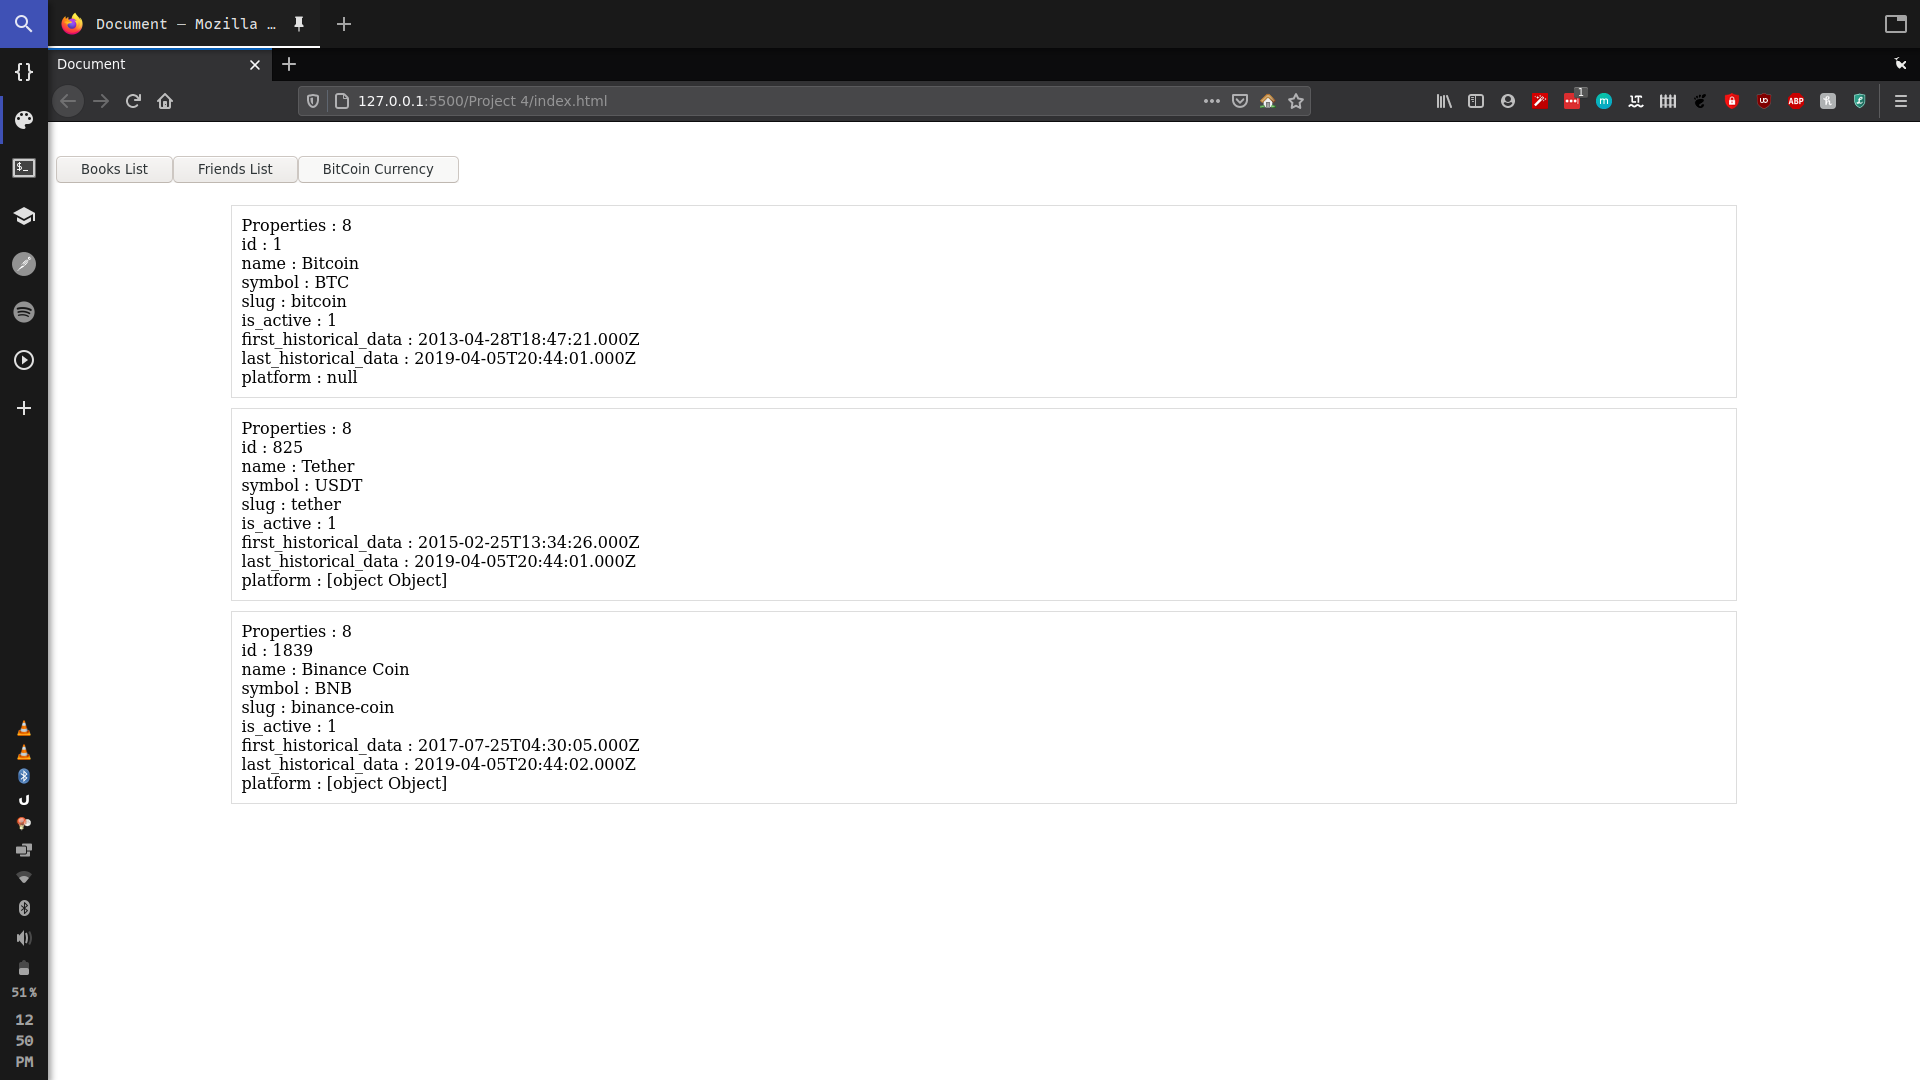 Document — Mozilla …
Document
127.0.0.1:5500/Project 4/index.html
1
ABP
Books List
Friends List
BitCoin Currency
Properties : 8
id : 1
name : Bitcoin
symbol : BTC
slug : bitcoin
is_active : 1
first_historical_data : 2013-04-28T18:47:21.000Z
last_historical_data : 2019-04-05T20:44:01.000Z
platform : null
Properties : 8
id : 825
name : Tether
symbol : USDT
slug : tether
is_active : 1
first_historical_data : 2015-02-25T13:34:26.000Z
last_historical_data : 2019-04-05T20:44:01.000Z
platform : [object Object]
Properties : 8
id : 1839
name : Binance Coin
symbol : BNB
slug : binance-coin
is_active : 1
first_historical_data : 2017-07-25T04:30:05.000Z
last_historical_data : 2019-04-05T20:44:02.000Z
platform : [object Object]
51%
12
50
PM